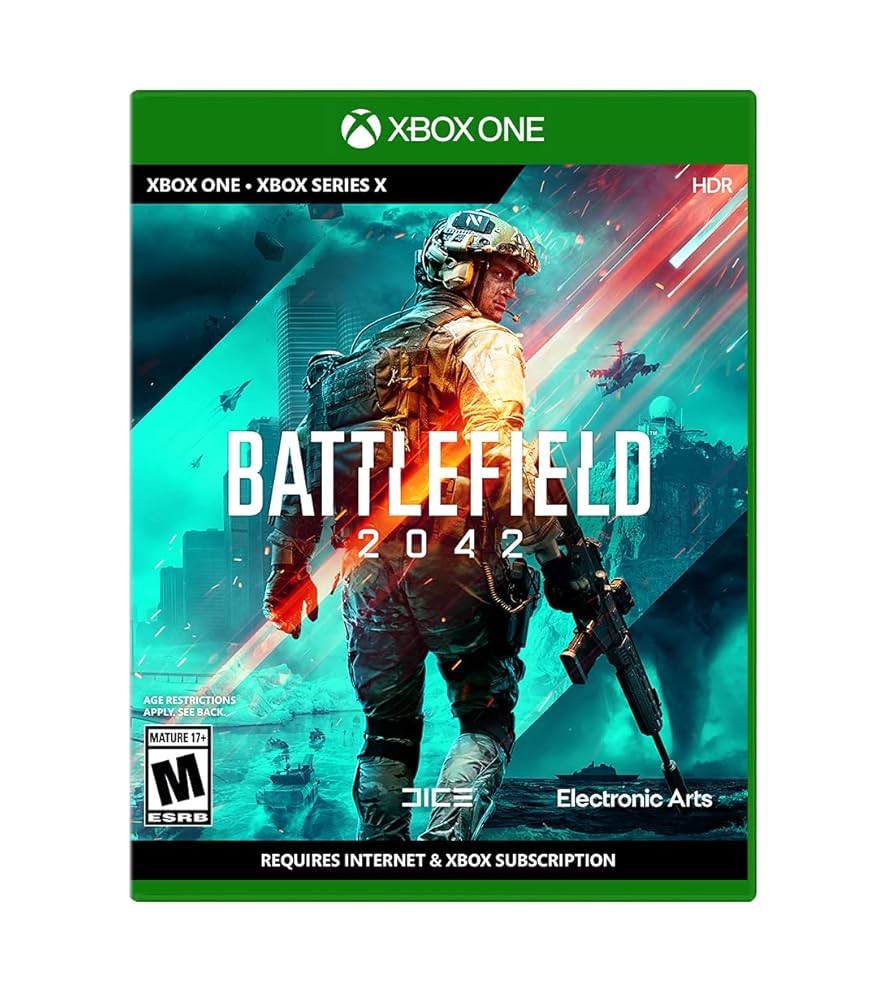 XBOX ONE
XBOX ONE • XBOX SERIES X
HDR
BATTLEFIELD™
2042
AGE RESTRICTIONS
APPLY. SEE BACK.
MATURE 17+
M
ESRB
DICE
Electronic Arts
REQUIRES INTERNET & XBOX SUBSCRIPTION